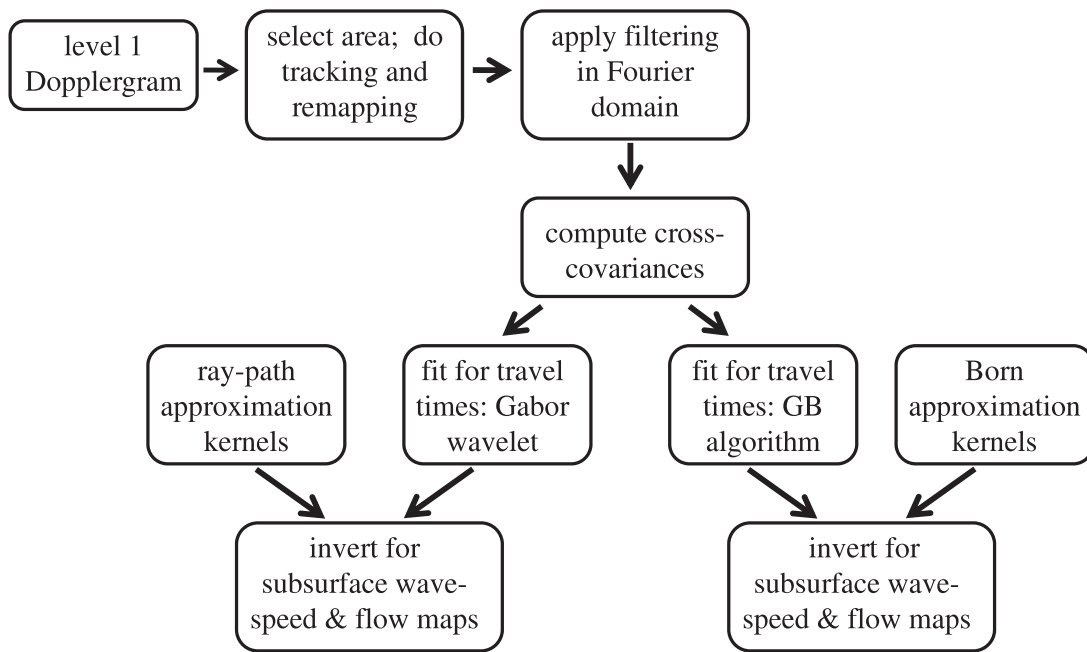 level 1
Dopplergram
select area;  do
tracking and
remapping
apply filtering
in Fourier
domain
compute cross-
covariances
ray-path
approximation
kernels
fit for travel
times: Gabor
wavelet
fit for travel
times: GB
algorithm
Born
approximation
kernels
invert for
subsurface wave-
speed & flow maps
invert for
subsurface wave-
speed & flow maps